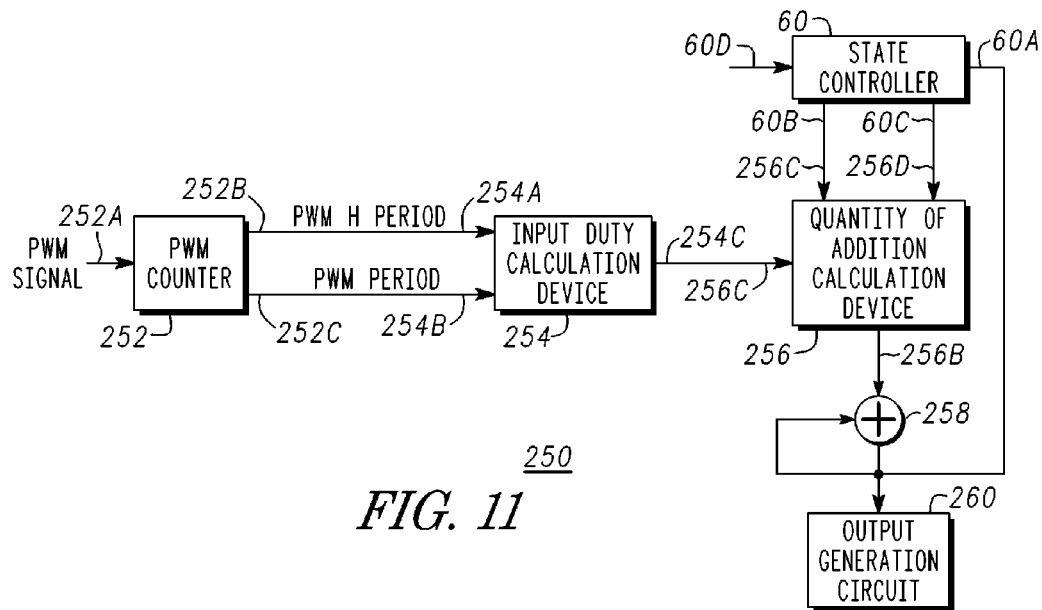 60
60D
60A
STATE
CONTROLLER
60B
60C
256C
256D
252B
254A
252A
PWM H PERIOD
PWM
SIGNAL
PWM
COUNTER
INPUT DUTY
CALCULATION
DEVICE
254C
QUANTITY OF
ADDITION
CALCULATION
DEVICE
PWM PERIOD
256C
252
252C
254B
254
256
256B
258
250
FIG. 11
260
OUTPUT
GENERATION
CIRCUIT